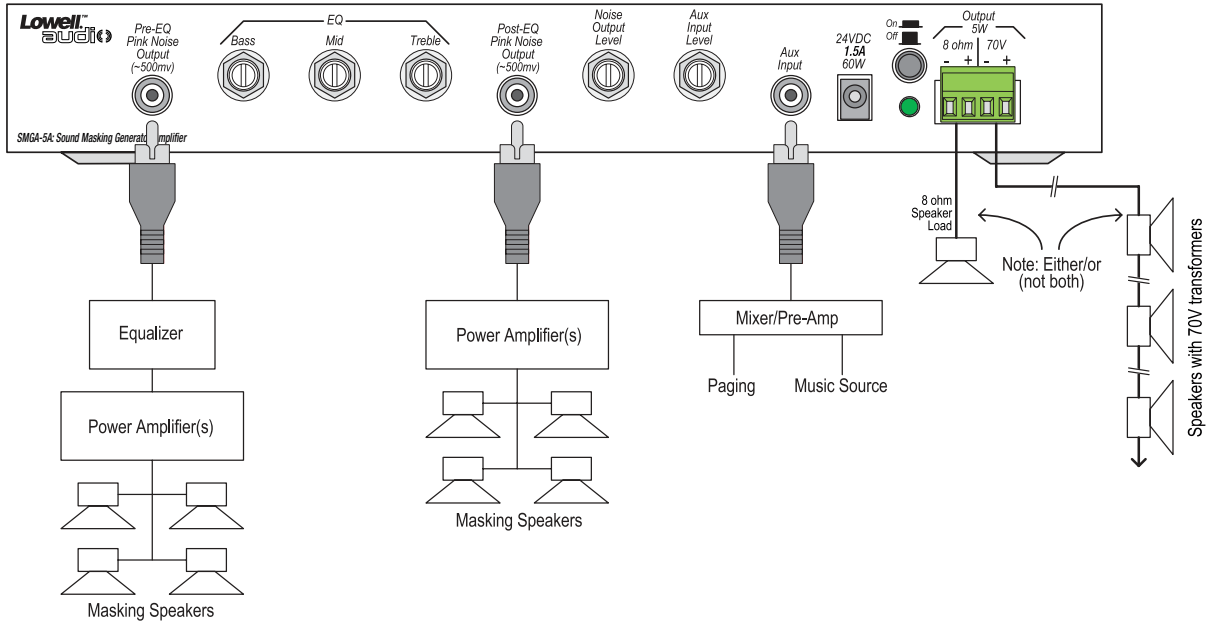 Lowell™
audio
Pre-EQ
Pink Noise
Output
(~500mv)
EQ
Bass
Mid
Treble
Post-EQ
Pink Noise
Output
(~500mv)
Noise
Output
Level
Aux
Input
Level
Aux
Input
24VDC
1.5A
60W
On
Off
Output
5W
8 ohm
70V
- + - +
SMGA-5A: Sound Masking Generator Amplifier
8 ohm
Speaker
Load
Note: Either/or
(not both)
Speakers with 70V transformers
Equalizer
Power Amplifier(s)
Masking Speakers
Power Amplifier(s)
Masking Speakers
Mixer/Pre-Amp
Paging
Music Source